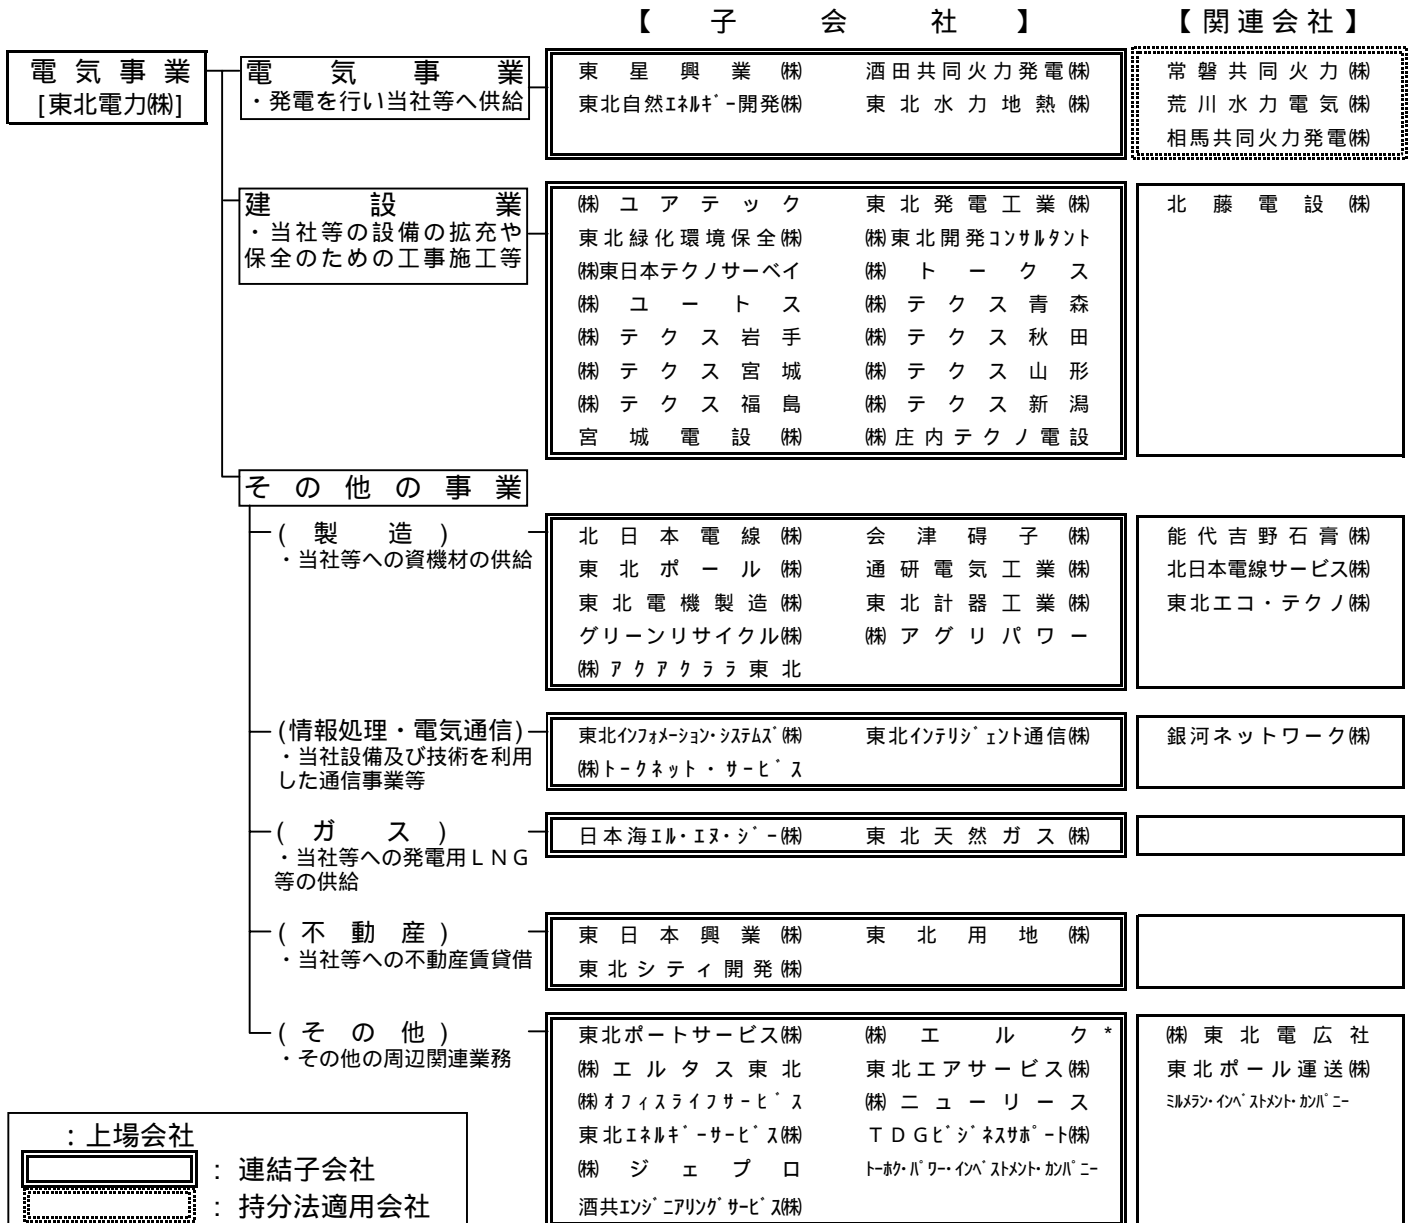 【 子 会 社 】 【関連会社】
電気事業
[東北電力㈱]
電気事業
・発電を行い当社等へ供給
東星興業㈱ 酒田共同火力発電㈱
東北自然ｴﾈﾙｷﾞｰ開発㈱ 東北水力地熱㈱
常磐共同火力㈱
荒川水力電気㈱
相馬共同火力発電㈱
建設業
・当社等の設備の拡充や
保全のための工事施工等
㈱ユアテック 東北発電工業㈱
東北緑化環境保全㈱ ㈱東北開発ｺﾝｻﾙﾀﾝﾄ
㈱東日本テクノサーベイ ㈱トークス
㈱ユートス ㈱テクス青森
㈱テクス岩手 ㈱テクス秋田
㈱テクス宮城 ㈱テクス山形
㈱テクス福島 ㈱テクス新潟
宮城電設㈱ ㈱庄内テクノ電設
北藤電設㈱
その他の事業
(製造)
・当社等への資機材の供給
北日本電線㈱ 会津碍子㈱
東北ポール㈱ 通研電気工業㈱
東北電機製造㈱ 東北計器工業㈱
グリーンリサイクル㈱ ㈱アグリパワー
㈱ｱｸｱｸﾗﾗ東北
能代吉野石膏㈱
北日本電線サービス㈱
東北エコ・テクノ㈱
(情報処理・電気通信)
・当社設備及び技術を利用
した通信事業等
東北ｲﾝﾌｫﾒｰｼｮﾝ･ｼｽﾃﾑｽﾞ㈱ 東北ｲﾝﾃﾘｼﾞｪﾝﾄ通信㈱
㈱ﾄｰｸﾈｯﾄ・ｻｰﾋﾞｽ
銀河ネットワーク㈱
(ガス)
・当社等への発電用ＬＮＧ
等の供給
日本海ｴﾙ･ｴﾇ･ｼﾞｰ㈱ 東北天然ガス㈱
(不動産)
・当社等への不動産賃貸借
東日本興業㈱ 東北用地㈱
東北シティ開発㈱
(その他)
・その他の周辺関連業務
東北ポートサービス㈱ ㈱エルク*
㈱エルタス東北 東北エアサービス㈱
㈱ｵﾌｨｽﾗｲﾌｻｰﾋﾞｽ ㈱ニューリース
東北ｴﾈﾙｷﾞｰｻｰﾋﾞｽ㈱ ＴＤＧﾋﾞｼﾞﾈｽｻﾎﾟｰﾄ㈱
㈱ジェプロ ﾄｰﾎｸ･ﾊﾟﾜｰ･ｲﾝﾍﾞｽﾄﾒﾝﾄ･ｶﾝﾊﾟﾆｰ
酒共ｴﾝｼﾞﾆｱﾘﾝｸﾞｻｰﾋﾞｽ㈱
㈱東北電広社
東北ポール運送㈱
ﾐﾙﾒﾗﾝ･ｲﾝﾍﾞｽﾄﾒﾝﾄ･ｶﾝﾊﾟﾆｰ
：上場会社
：連結子会社
：持分法適用会社